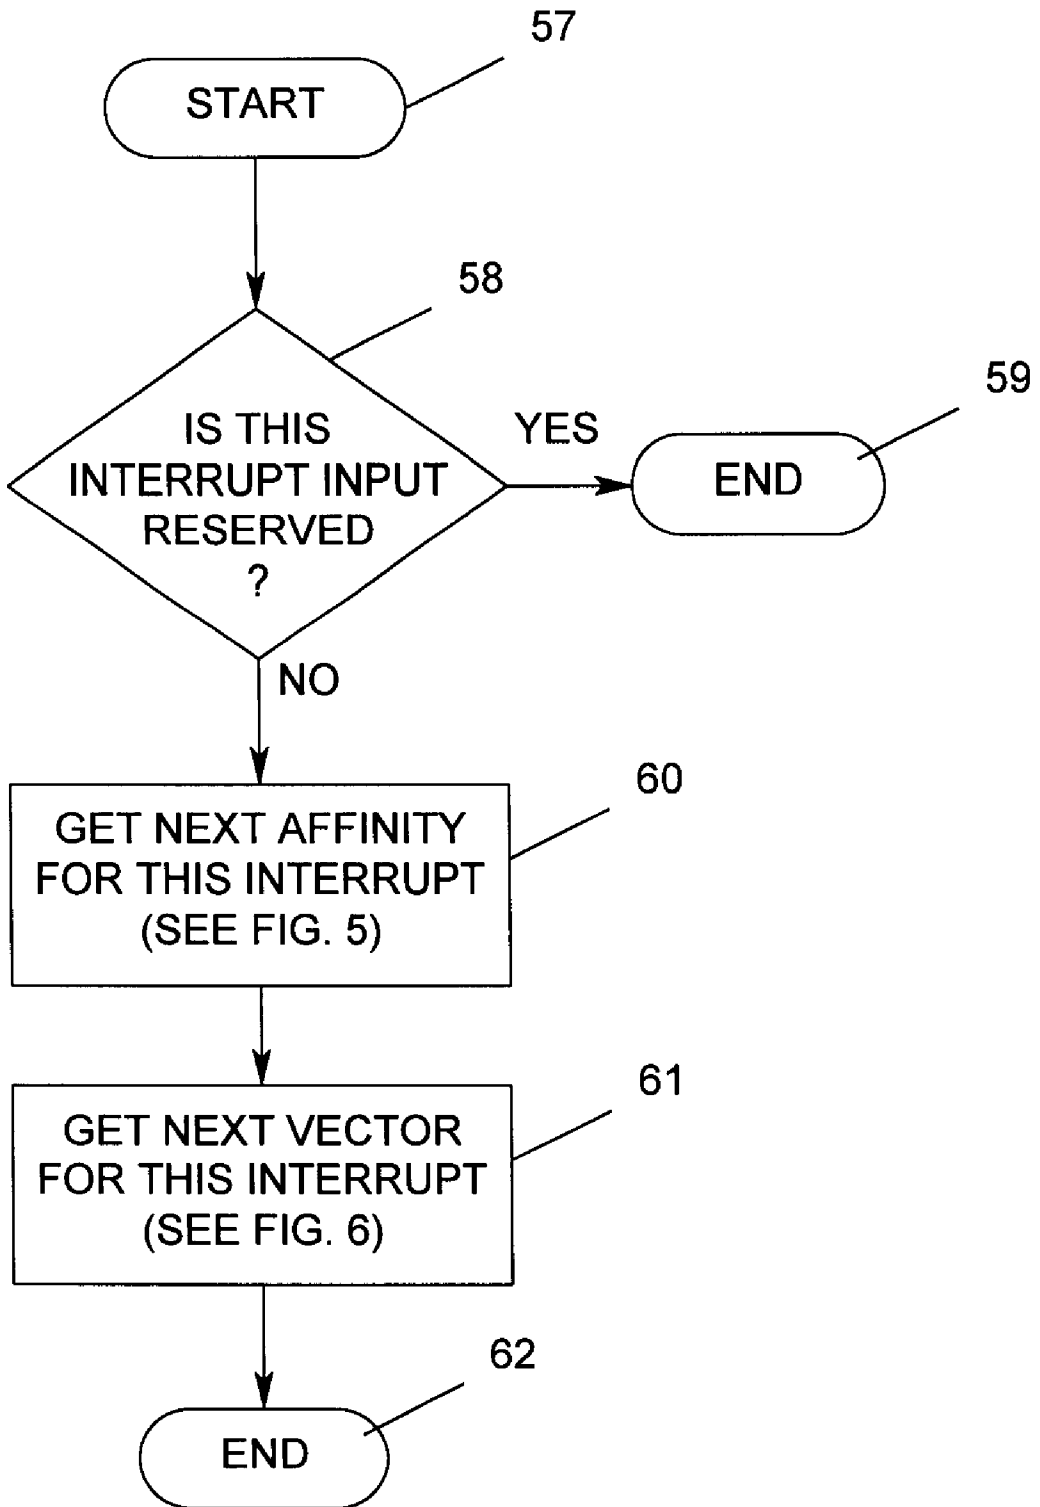 57
START
58
59
IS THIS
INTERRUPT INPUT
RESERVED
?
YES
END
NO
60
GET NEXT AFFINITY
FOR THIS INTERRUPT
(SEE FIG. 5)
61
GET NEXT VECTOR
FOR THIS INTERRUPT
(SEE FIG. 6)
62
END